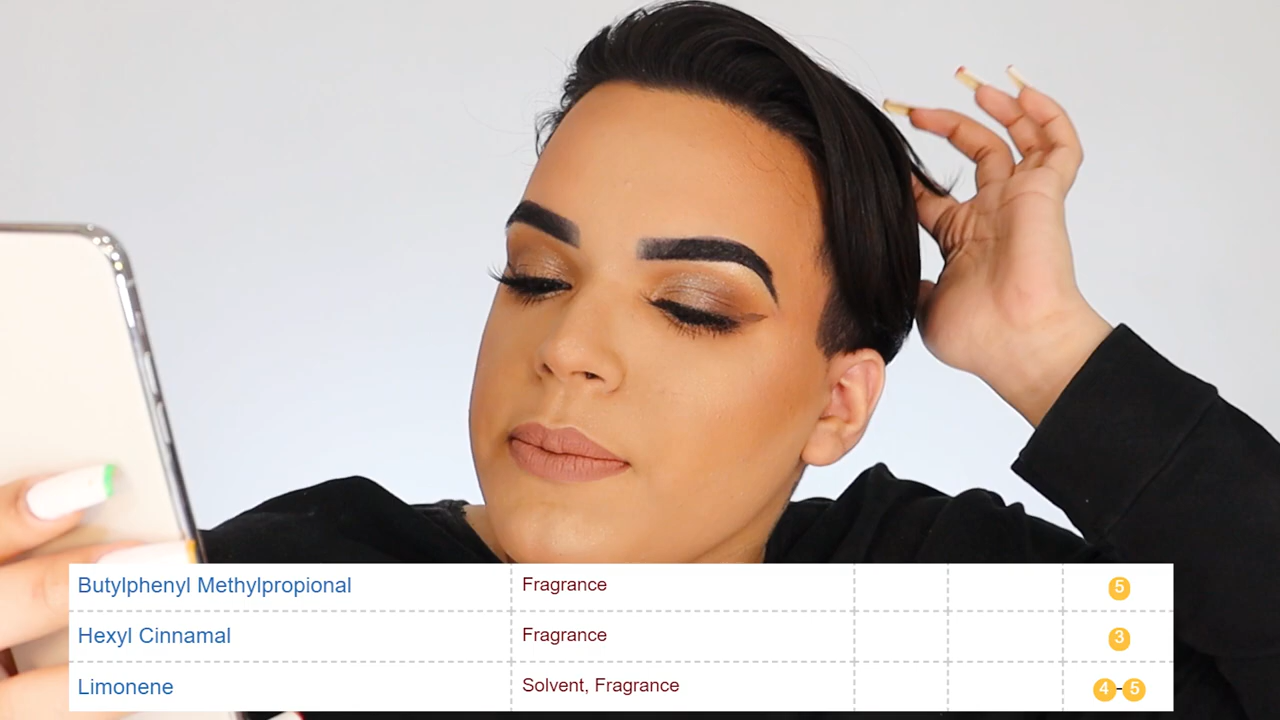 Butylphenyl Methylpropional Fragrance 5
Hexyl Cinnamal Fragrance 3
Limonene Solvent, Fragrance 4-5